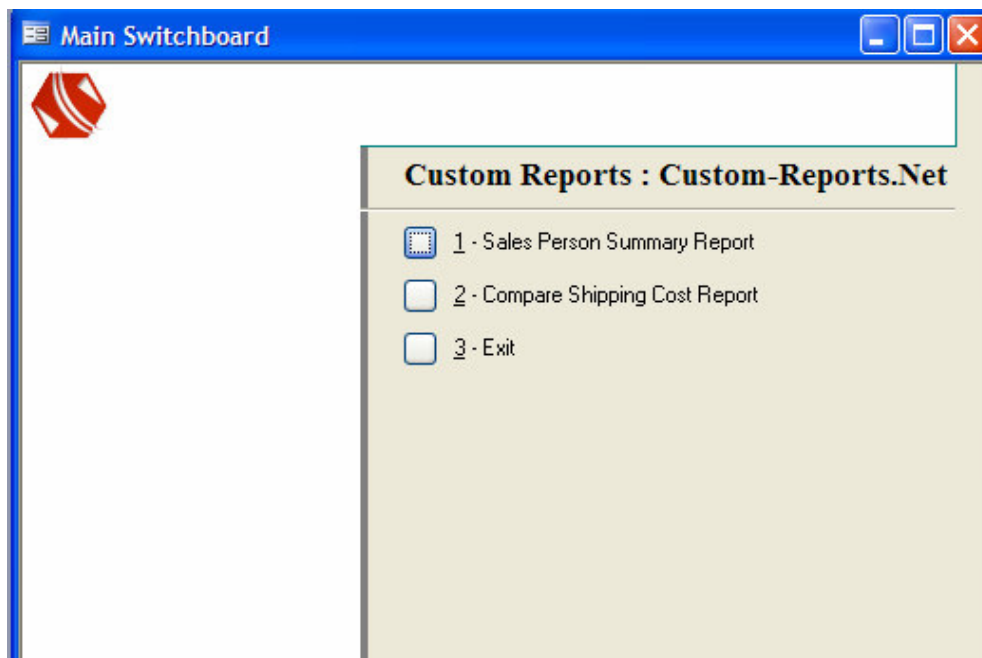 Main Switchboard
Custom Reports : Custom-Reports.Net
1 - Sales Person Summary Report
2 - Compare Shipping Cost Report
3 - Exit